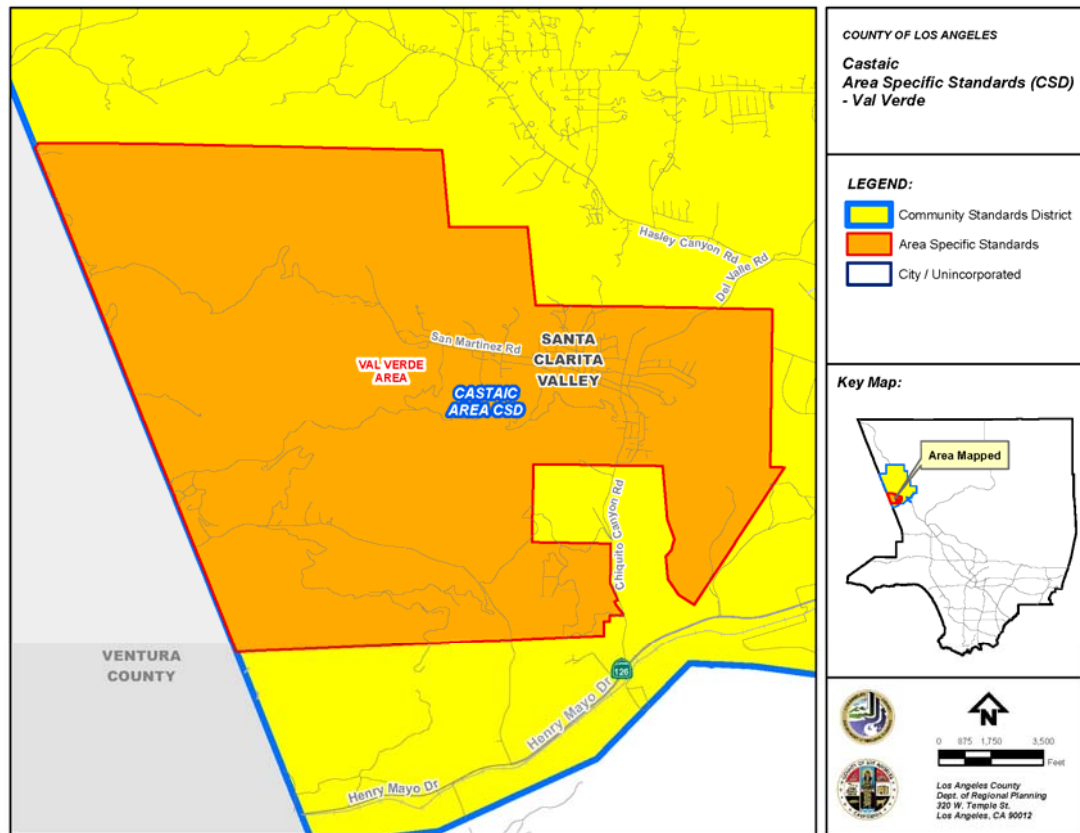 Hasley Canyon Rd
Del Valle Rd
San Martinez Rd
SANTA
CLARITA
VALLEY
VAL VERDE
AREA
CASTAIC
AREA CSD
Chiquito Canyon Rd
VENTURA
COUNTY
126
Henry Mayo Dr
Henry Mayo Dr
COUNTY OF LOS ANGELES
Castaic
Area Specific Standards (CSD)
- Val Verde
LEGEND:
Community Standards District
Area Specific Standards
City / Unincorporated
Key Map:
Area Mapped
N
0 875 1,750 3,500
Feet
Los Angeles County
Dept. of Regional Planning
320 W. Temple St.
Los Angeles, CA 90012